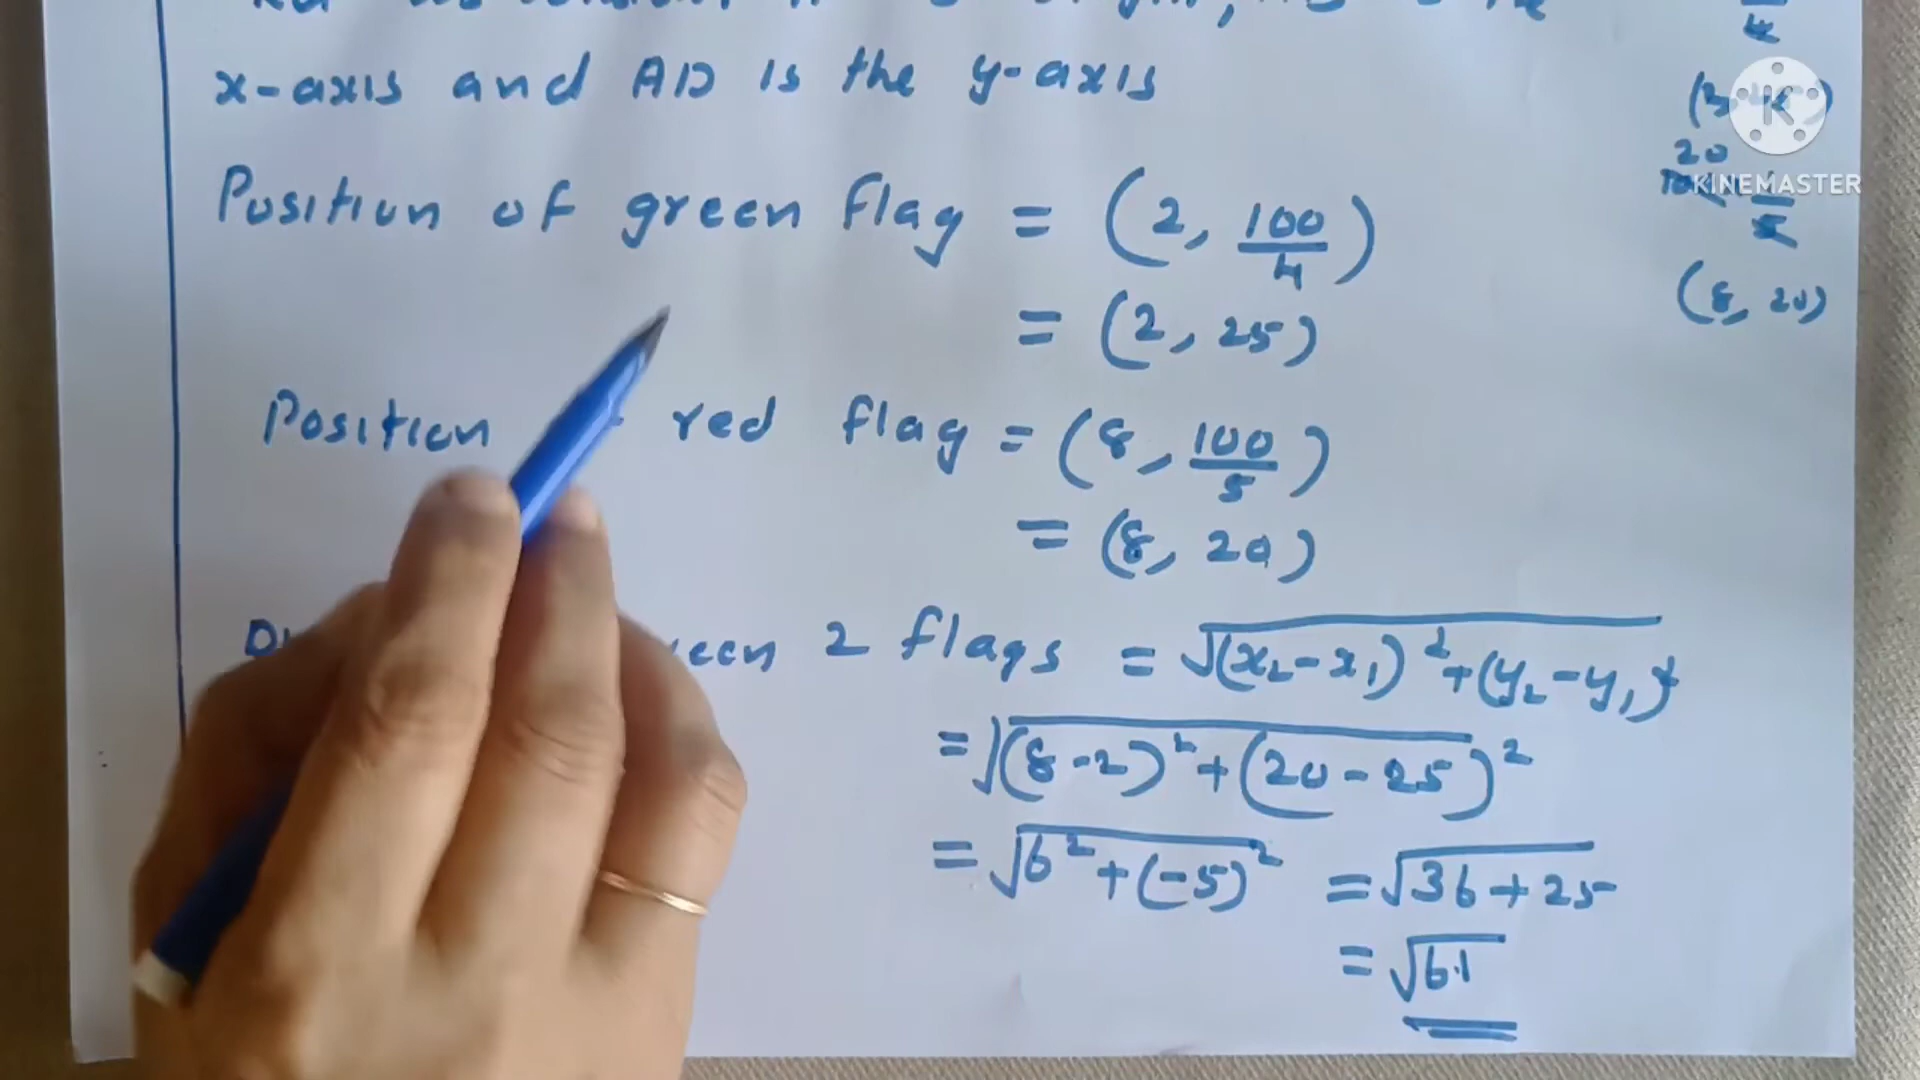 x-axis and AD is the y-axis
Position of green flag = (2, 100/4)
= (2, 25)
Position red flag = (8, 100/5)
= (8, 20)
2 flags = √(x₂-x₁)²+(y₂-y₁)²
= √(8-2)²+(20-25)²
= √6²+(-5)² = √36+25
= √61
20
(8, 20)
K
KINEMASTER